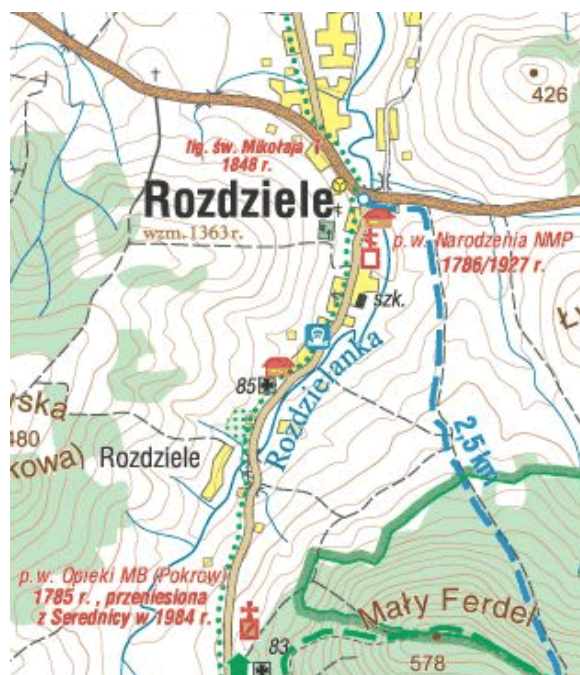 426
fig. św. Mikołaja
1848 r.
Rozdziele
wzm. 1363 r.
p.w. Narodzenia NMP
1786/1927 r.
szk.
Rozdzielanka
85
2,5 km
480
kowa)
Rozdziele
p.w. Opieki MB (Pokrow)
1785 r., przeniesiona
z Serednicy w 1984 r.
Mały Ferdel
83
578